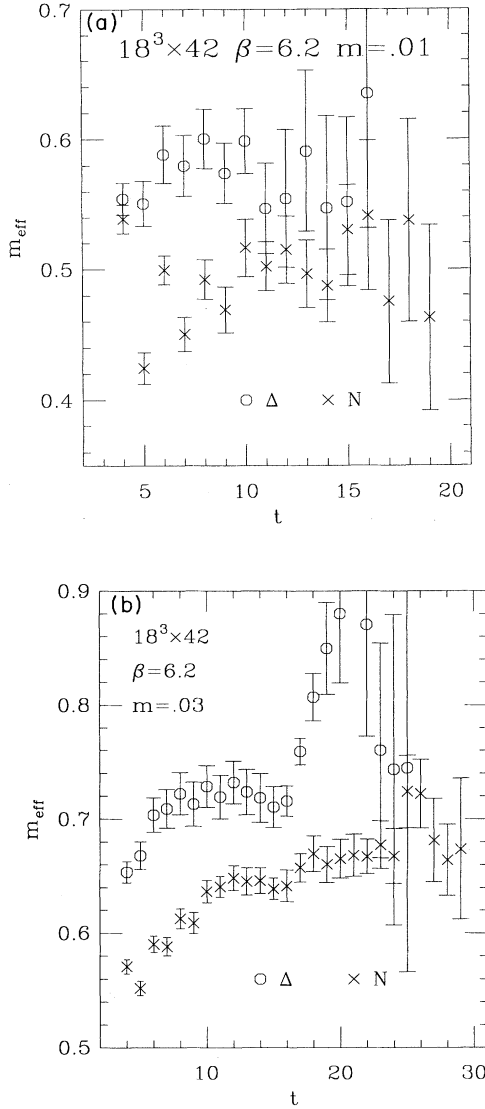 (a)
18³×42 β=6.2 m=.01
0.7
0.6
0.5
0.4
m_eff
○ Δ × N
5 10 15 20
t
(b)
18³×42
β=6.2
m=.03
0.9
0.8
0.7
0.6
0.5
m_eff
○ Δ × N
10 20 30
t